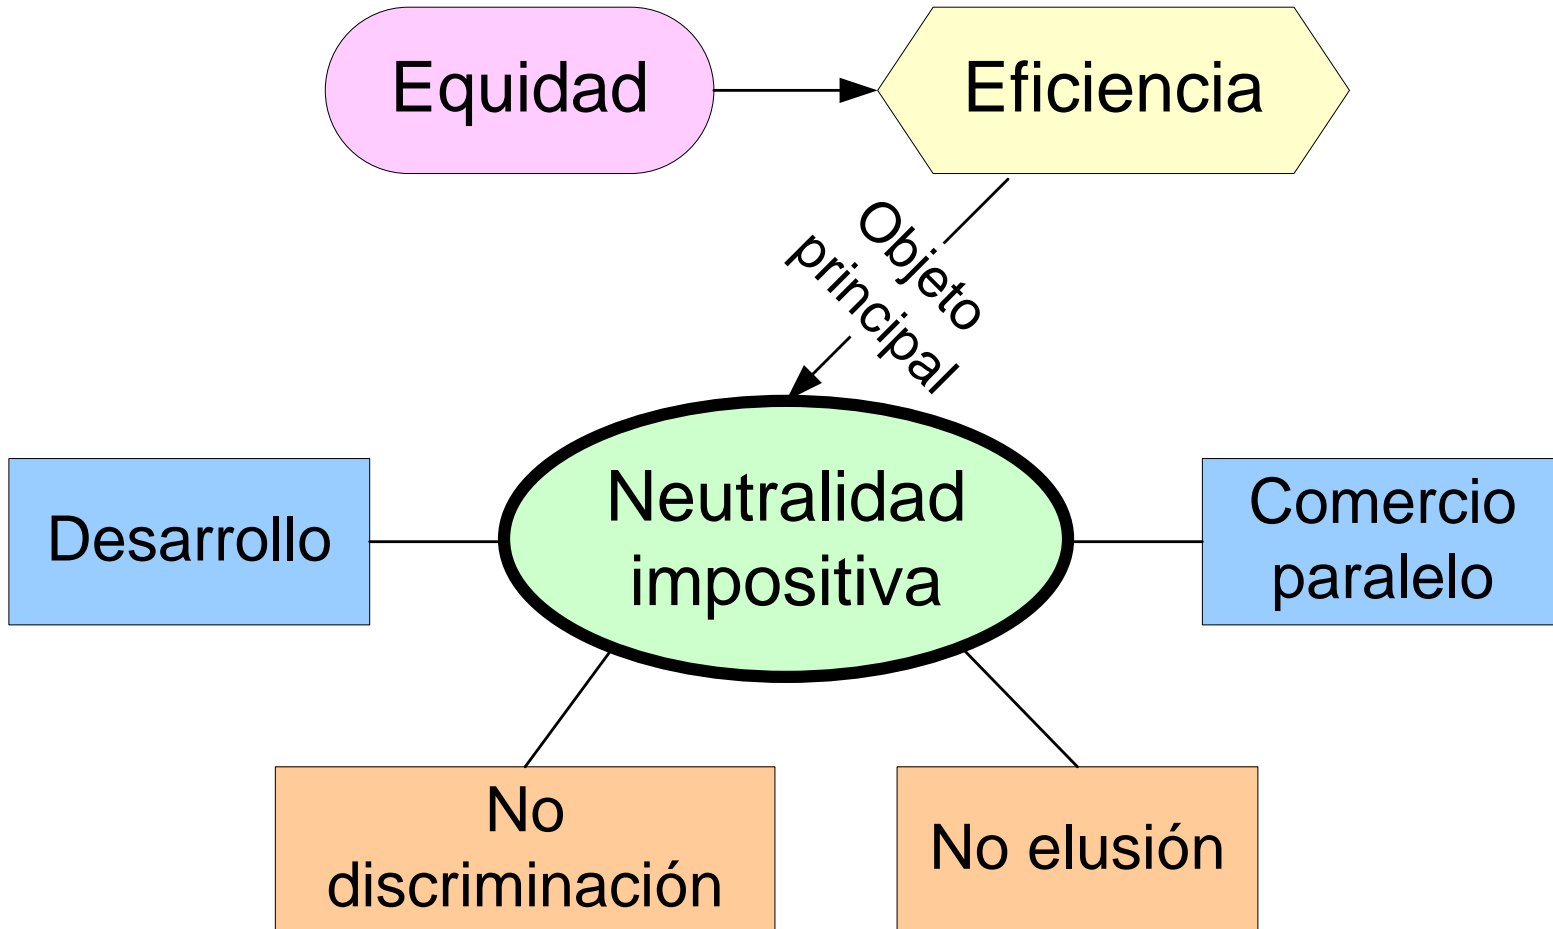 Equidad
Eficiencia
Objeto
principal
Neutralidad
impositiva
Desarrollo
Comercio
paralelo
No
discriminación
No elusión